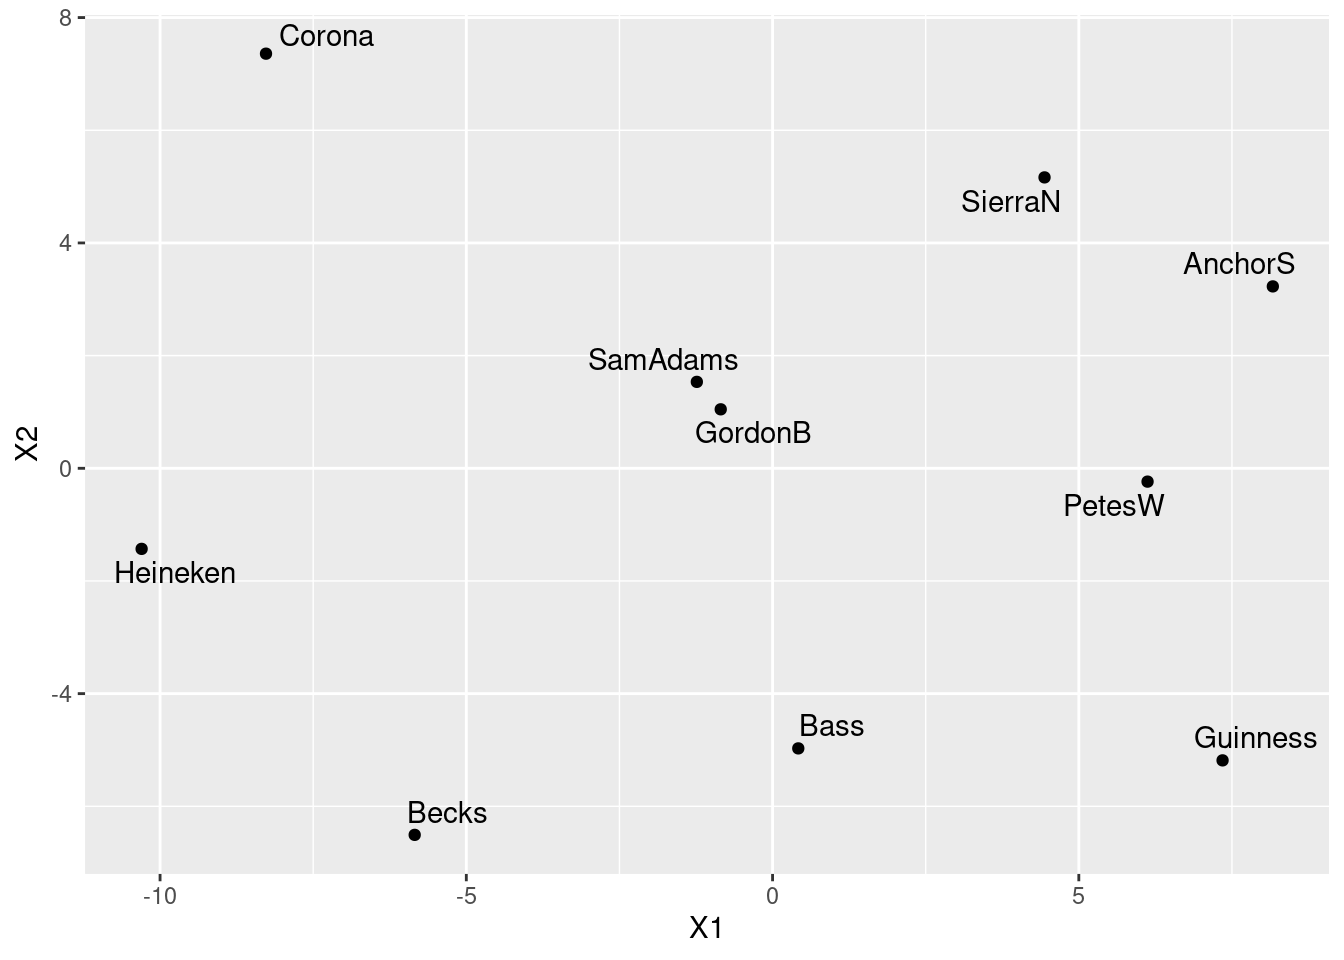 8
Corona
SierraN
4
AnchorS
SamAdams
GordonB
X2
0
PetesW
Heineken
-4
Bass
Guinness
Becks
-10
-5
0
5
X1